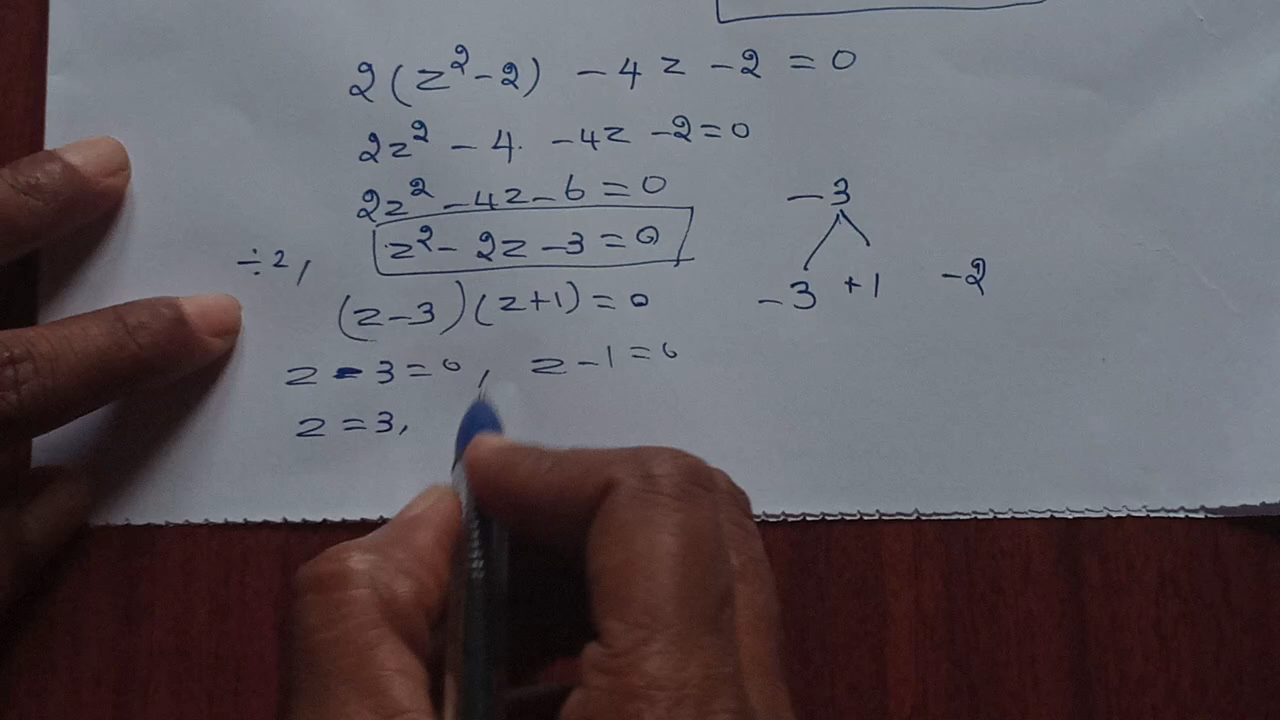 2(z² - 2) - 4z - 2 = 0
2z² - 4. - 4z - 2 = 0
2z² - 4z - 6 = 0
÷2, z² - 2z - 3 = 0
(z - 3)(z + 1) = 0
z - 3 = 0, z - 1 = 0
z = 3,
-3
-3 +1 -2